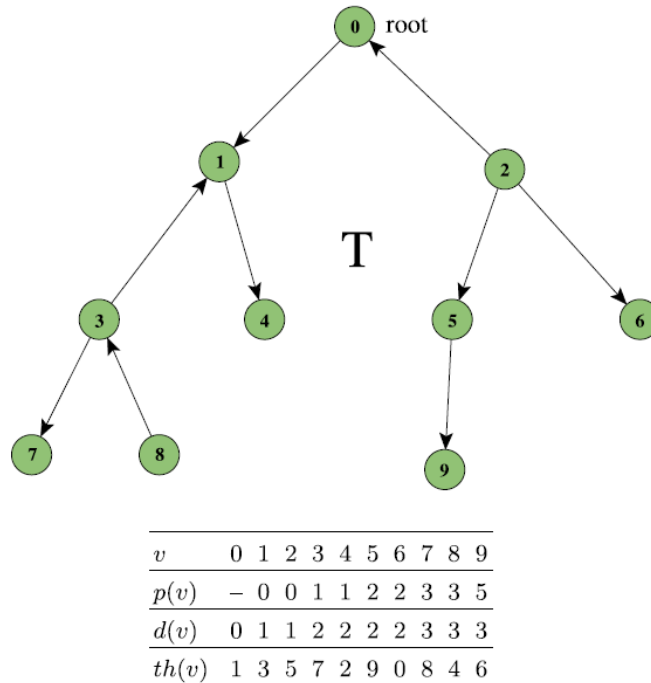 0 root
1
2
T
3
4
5
6
7
8
9
v 0 1 2 3 4 5 6 7 8 9
p(v) – 0 0 1 1 2 2 3 3 5
d(v) 0 1 1 2 2 2 2 3 3 3
th(v) 1 3 5 7 2 9 0 8 4 6